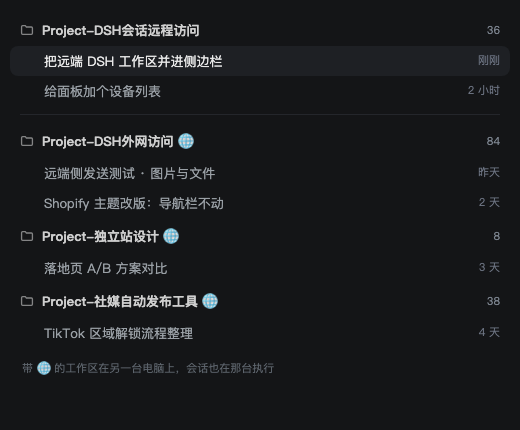 Project-DSH会话远程访问 36
把远端 DSH 工作区并进侧边栏 刚刚
给面板加个设备列表 2 小时
Project-DSH外网访问 🌐 84
远端侧发送测试 · 图片与文件 昨天
Shopify 主题改版：导航栏不动 2 天
Project-独立站设计 🌐 8
落地页 A/B 方案对比 3 天
Project-社媒自动发布工具 🌐 38
TikTok 区域解锁流程整理 4 天
带 🌐 的工作区在另一台电脑上，会话也在那台执行